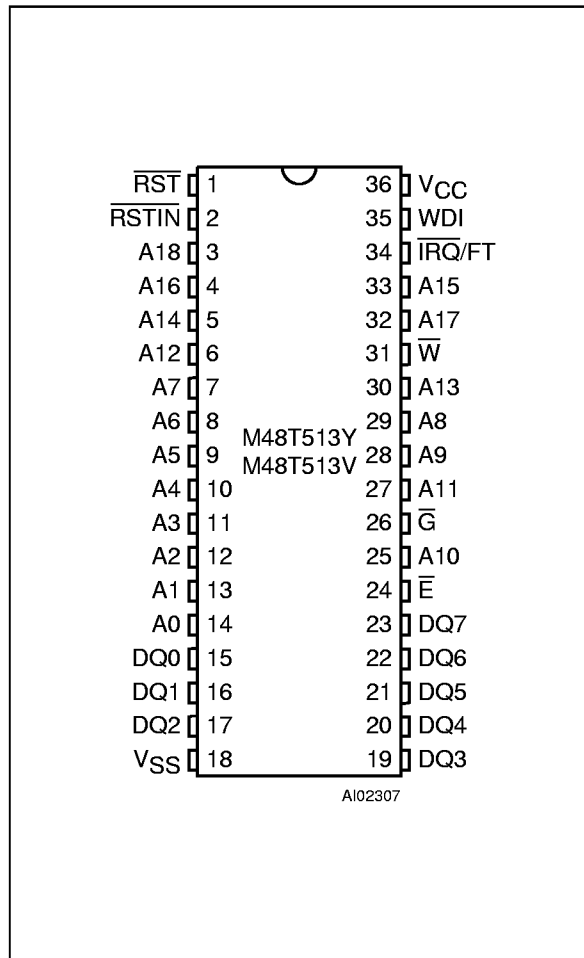 R̅S̅T̅ 1 36 VCC
R̅S̅T̅I̅N̅ 2 35 WDI
A18 3 34 I̅R̅Q̅/FT
A16 4 33 A15
A14 5 32 A17
A12 6 31 W̅
A7 7 30 A13
A6 8 29 A8
M48T513Y
A5 9 28 A9
M48T513V
A4 10 27 A11
A3 11 26 G̅
A2 12 25 A10
A1 13 24 E̅
A0 14 23 DQ7
DQ0 15 22 DQ6
DQ1 16 21 DQ5
DQ2 17 20 DQ4
VSS 18 19 DQ3
AI02307